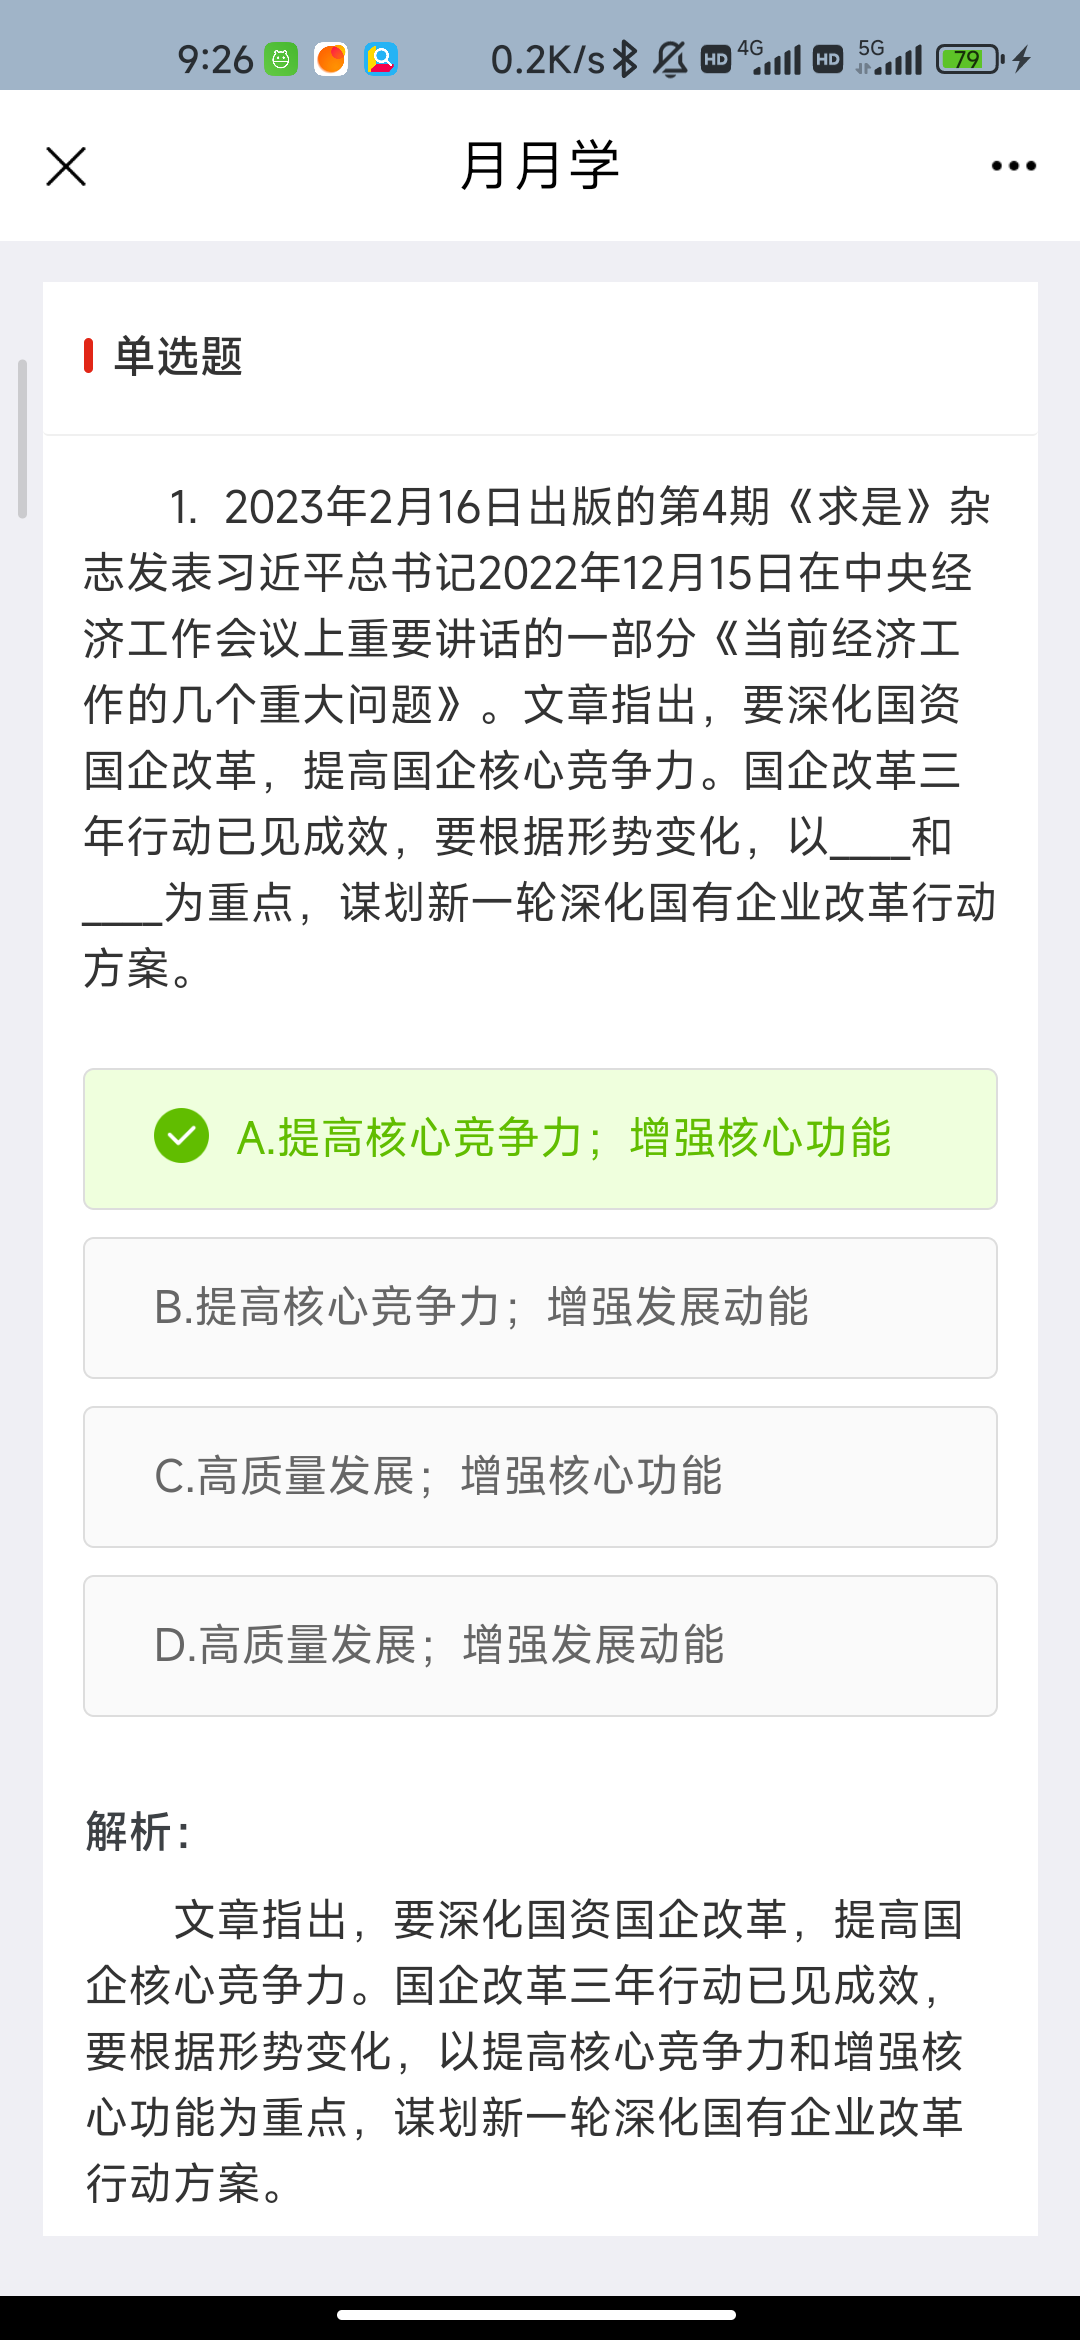 9:26 0.2K/s HD 4G HD 5G 79
月月学
单选题
1. 2023年2月16日出版的第4期《求是》杂
志发表习近平总书记2022年12月15日在中央经
济工作会议上重要讲话的一部分《当前经济工
作的几个重大问题》。文章指出，要深化国资
国企改革，提高国企核心竞争力。国企改革三
年行动已见成效，要根据形势变化，以____和
____为重点，谋划新一轮深化国有企业改革行动
方案。
A.提高核心竞争力；增强核心功能
B.提高核心竞争力；增强发展动能
C.高质量发展；增强核心功能
D.高质量发展；增强发展动能
解析：
文章指出，要深化国资国企改革，提高国
企核心竞争力。国企改革三年行动已见成效，
要根据形势变化，以提高核心竞争力和增强核
心功能为重点，谋划新一轮深化国有企业改革
行动方案。